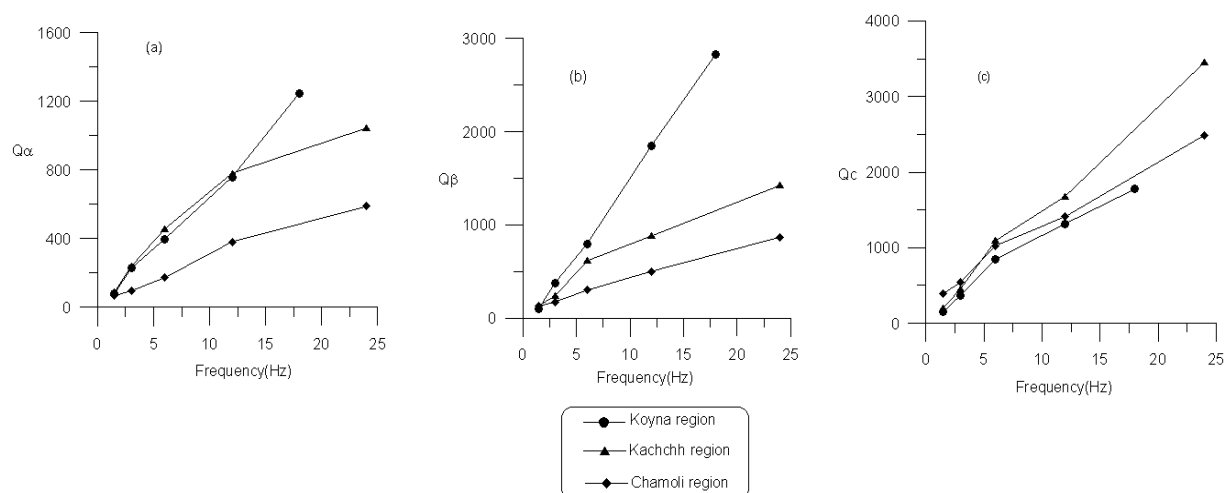 (a)
1600
1200
800
400
0
Qα
0 5 10 15 20 25
Frequency(Hz)
(b)
3000
2000
1000
0
Qβ
0 5 10 15 20 25
Frequency(Hz)
(c)
4000
3000
2000
1000
0
Qc
0 5 10 15 20 25
Frequency(Hz)
Koyna region
Kachchh region
Chamoli region